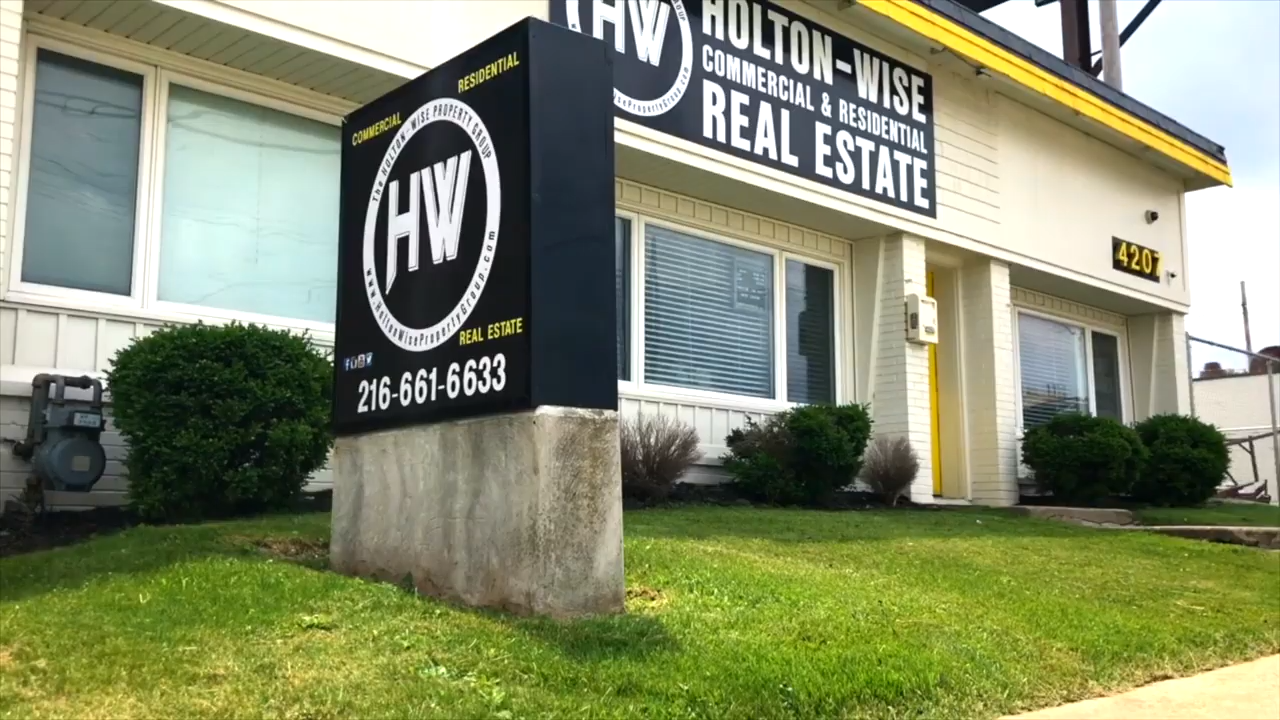 COMMERCIAL
RESIDENTIAL
The HOLTON-WISE PROPERTY GROUP
HW
www.HoltonWisePropertyGroup.com
REAL ESTATE
216-661-6633
HW
HOLTON-WISE
COMMERCIAL & RESIDENTIAL
REAL ESTATE
4207